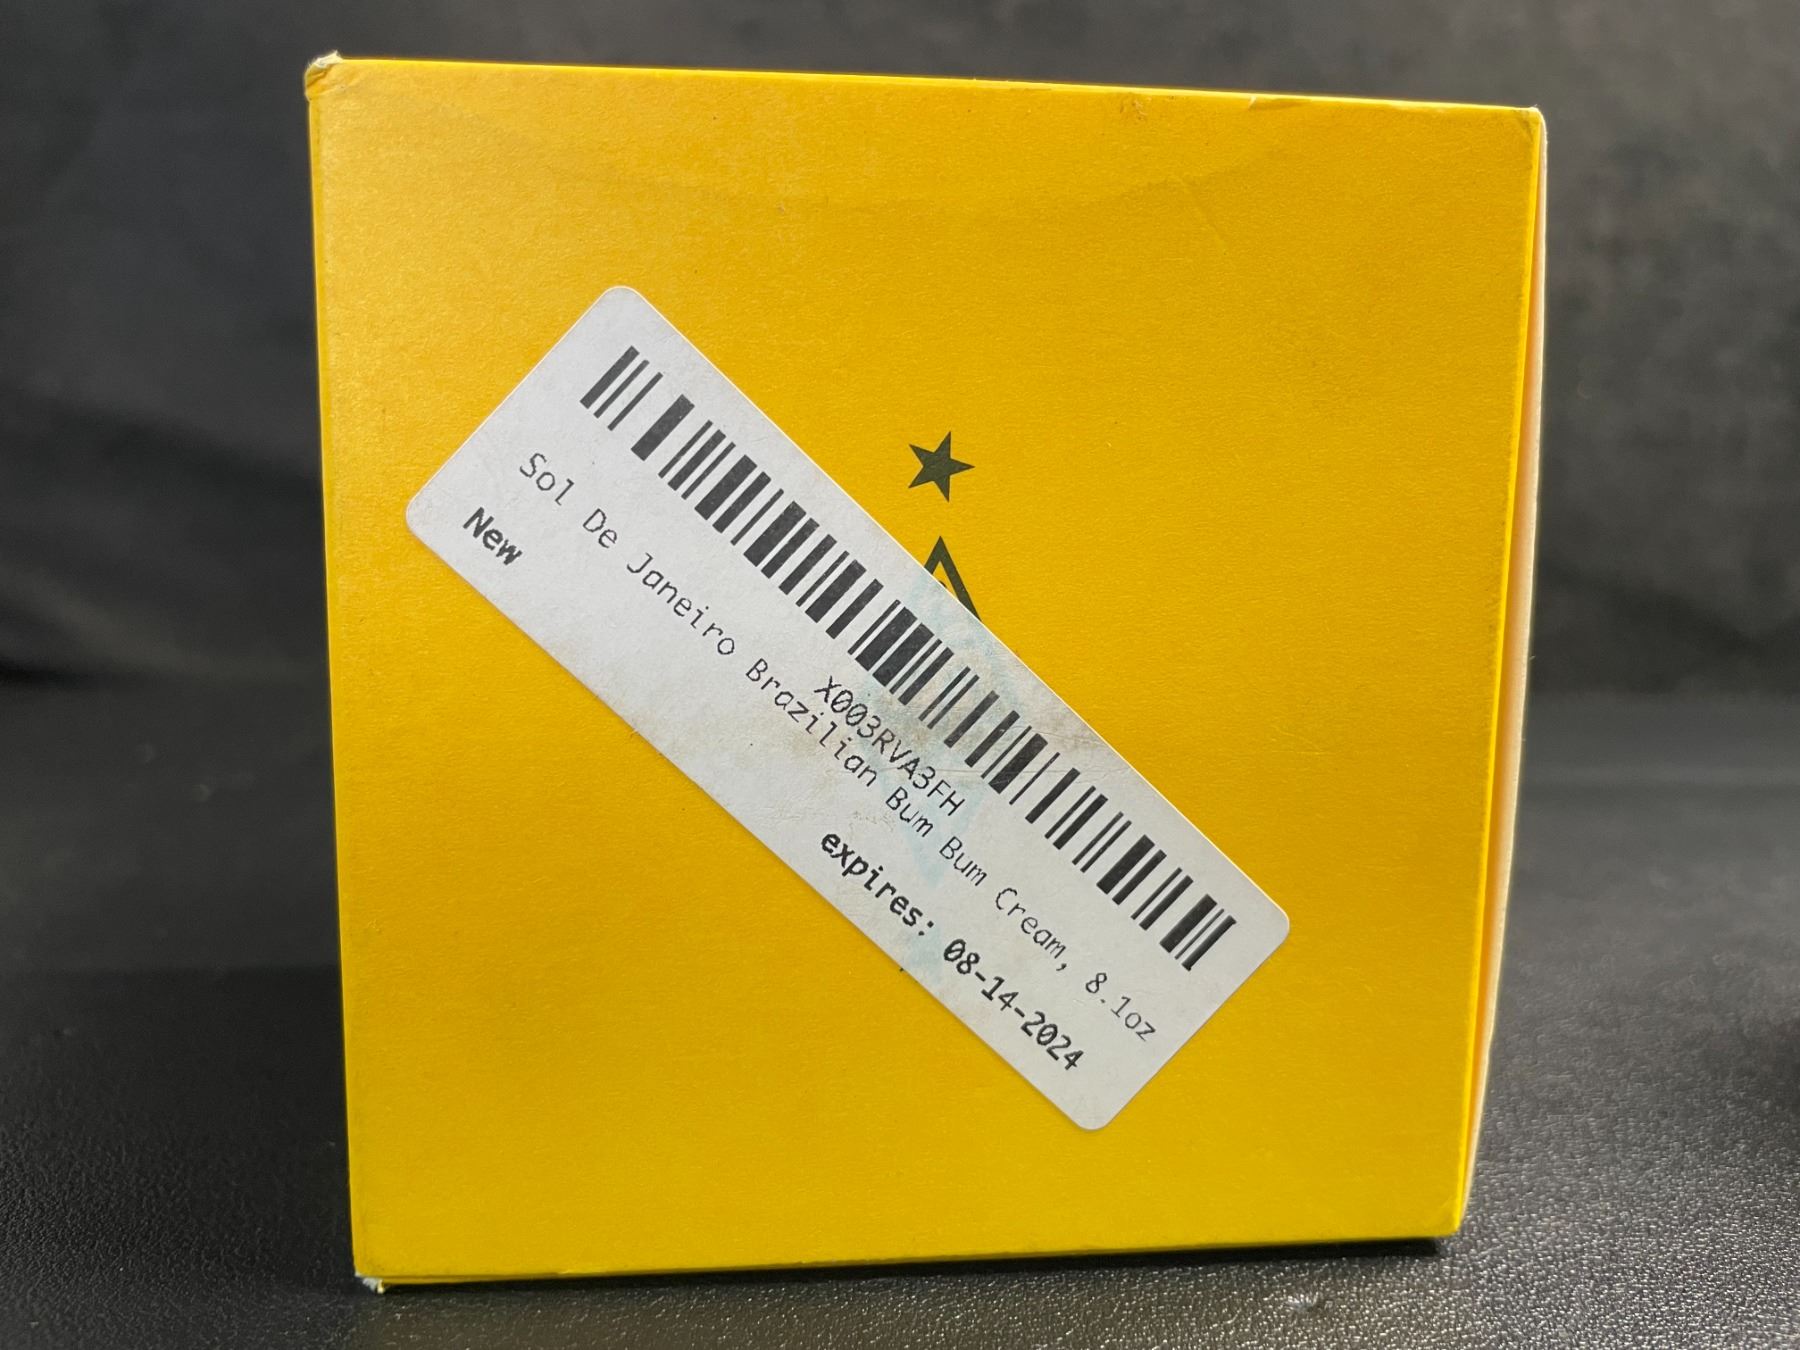 X003RVA3FH
Sol De Janeiro Brazilian Bum Bum Cream, 8.1oz
New
expires: 08-14-2024